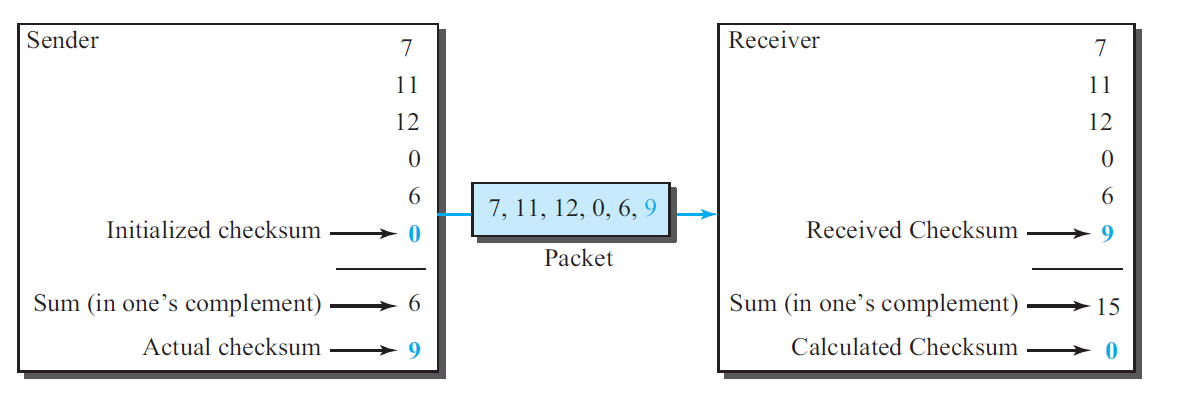 Sender
7
11
12
0
6
Initialized checksum 0
Sum (in one’s complement) 6
Actual checksum 9
7, 11, 12, 0, 6, 9
Packet
Receiver
7
11
12
0
6
Received Checksum 9
Sum (in one’s complement) 15
Calculated Checksum 0